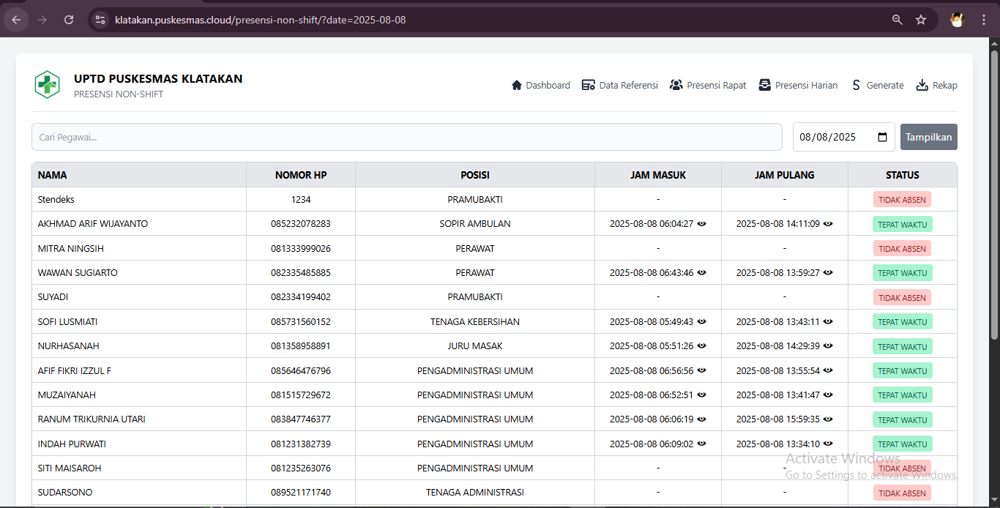 klatakan.puskesmas.cloud/presensi-non-shift/?date=2025-08-08
UPTD PUSKESMAS KLATAKAN
PRESENSI NON-SHIFT
Dashboard Data Referensi Presensi Rapat Presensi Harian Generate Rekap
Cari Pegawai... 08/08/2025 Tampilkan
NAMA NOMOR HP POSISI JAM MASUK JAM PULANG STATUS
Stendeks 1234 PRAMUBAKTI - - TIDAK ABSEN
AKHMAD ARIF WIJAYANTO 085232078283 SOPIR AMBULAN 2025-08-08 06:04:27 2025-08-08 14:11:09 TEPAT WAKTU
MITRA NINGSIH 081333999026 PERAWAT - - TIDAK ABSEN
WAWAN SUGIARTO 082335485885 PERAWAT 2025-08-08 06:43:46 2025-08-08 13:59:27 TEPAT WAKTU
SUYADI 082334199402 PRAMUBAKTI - - TIDAK ABSEN
SOFI LUSMIATI 085731560152 TENAGA KEBERSIHAN 2025-08-08 05:49:43 2025-08-08 13:43:11 TEPAT WAKTU
NURHASANAH 081358958891 JURU MASAK 2025-08-08 05:51:26 2025-08-08 14:29:39 TEPAT WAKTU
AFIF FIKRI IZZUL F 085646476796 PENGADMINISTRASI UMUM 2025-08-08 06:56:56 2025-08-08 13:55:54 TEPAT WAKTU
MUZAIYANAH 081515729672 PENGADMINISTRASI UMUM 2025-08-08 06:52:51 2025-08-08 13:41:47 TEPAT WAKTU
RANUM TRIKURNIA UTARI 083847746377 PENGADMINISTRASI UMUM 2025-08-08 06:06:19 2025-08-08 15:59:35 TEPAT WAKTU
INDAH PURWATI 081231382739 PENGADMINISTRASI UMUM 2025-08-08 06:09:02 2025-08-08 13:34:10 TEPAT WAKTU
SITI MAISAROH 081235263076 PENGADMINISTRASI UMUM - - TIDAK ABSEN
SUDARSONO 089521171740 TENAGA ADMINISTRASI - - TIDAK ABSEN
Activate Windows
Go to Settings to activate Windows.